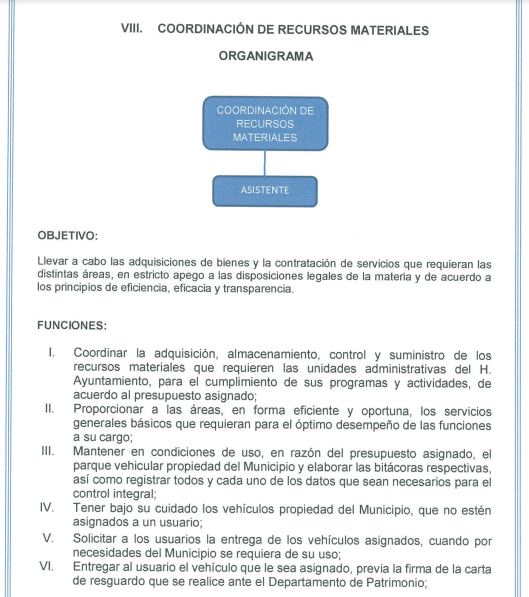 VIII. COORDINACIÓN DE RECURSOS MATERIALES
ORGANIGRAMA
COORDINACIÓN DE
RECURSOS
MATERIALES
ASISTENTE
OBJETIVO:
Llevar a cabo las adquisiciones de bienes y la contratación de servicios que requieran las
distintas áreas, en estricto apego a las disposiciones legales de la materia y de acuerdo a
los principios de eficiencia, eficacia y transparencia.
FUNCIONES:
I. Coordinar la adquisición, almacenamiento, control y suministro de los
recursos materiales que requieren las unidades administrativas del H.
Ayuntamiento, para el cumplimiento de sus programas y actividades, de
acuerdo al presupuesto asignado;
II. Proporcionar a las áreas, en forma eficiente y oportuna, los servicios
generales básicos que requieran para el óptimo desempeño de las funciones
a su cargo;
III. Mantener en condiciones de uso, en razón del presupuesto asignado, el
parque vehicular propiedad del Municipio y elaborar las bitácoras respectivas,
así como registrar todos y cada uno de los datos que sean necesarios para el
control integral;
IV. Tener bajo su cuidado los vehículos propiedad del Municipio, que no estén
asignados a un usuario;
V. Solicitar a los usuarios la entrega de los vehículos asignados, cuando por
necesidades del Municipio se requiera de su uso;
VI. Entregar al usuario el vehículo que le sea asignado, previa la firma de la carta
de resguardo que se realice ante el Departamento de Patrimonio;